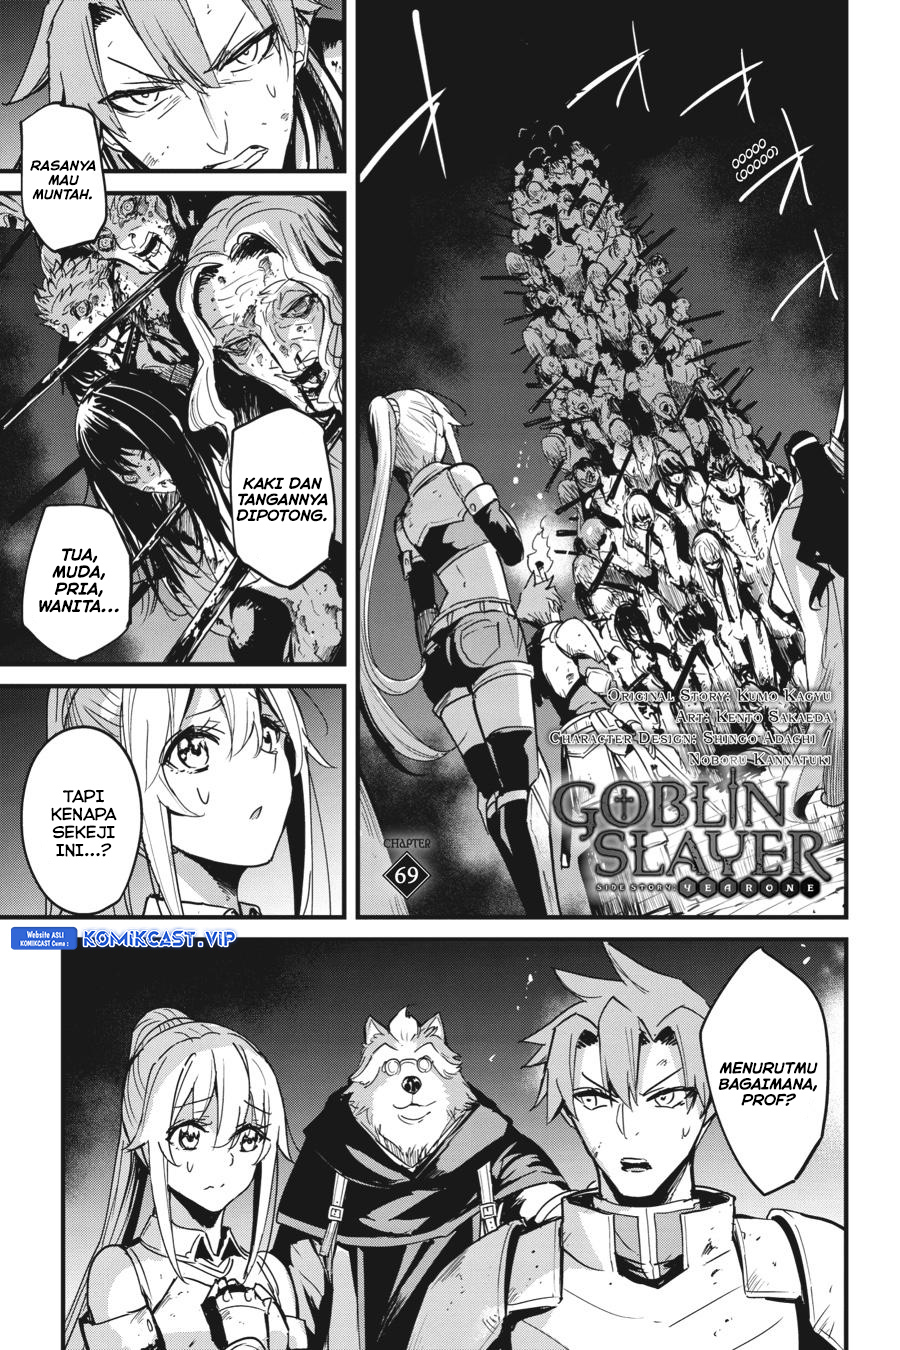 OOOOO
(OOOOO)
ORIGINAL STORY: KUMO KAGYU
ART: KENTO SAKAEDA
CHARACTER DESIGN: SHINGO ADACHI /
NOBORU KANNATUKI
GOBLIN
SLAYER
SIDE STORY: YEAR ONE
CHAPTER
69
RASANYA
MAU
MUNTAH.
KAKI DAN
TANGANNYA
DIPOTONG.
TUA,
MUDA,
PRIA,
WANITA...
TAPI
KENAPA
SEKEJI
INI...?
Website ASLI
KOMIKCAST Cuma :
KOMIKCAST.VIP
MENURUTMU
BAGAIMANA,
PROF?